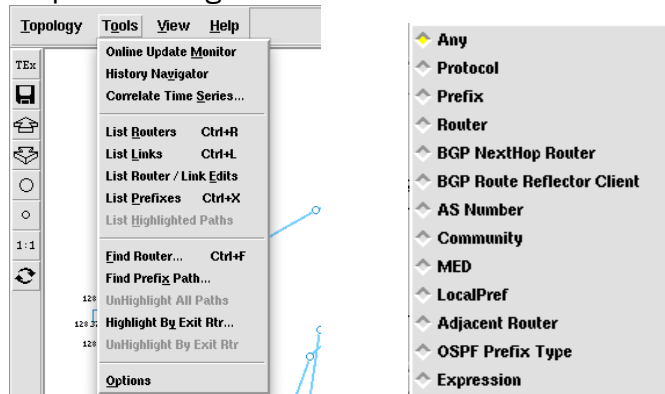 Topology Tools View Help
TEx
1:1
Online Update Monitor
History Navigator
Correlate Time Series...
List Routers Ctrl+R
List Links Ctrl+L
List Router / Link Edits
List Prefixes Ctrl+X
List Highlighted Paths
Find Router... Ctrl+F
Find Prefix Path...
UnHighlight All Paths
Highlight By Exit Rtr...
UnHighlight By Exit Rtr
Options
128
128
Any
Protocol
Prefix
Router
BGP NextHop Router
BGP Route Reflector Client
AS Number
Community
MED
LocalPref
Adjacent Router
OSPF Prefix Type
Expression